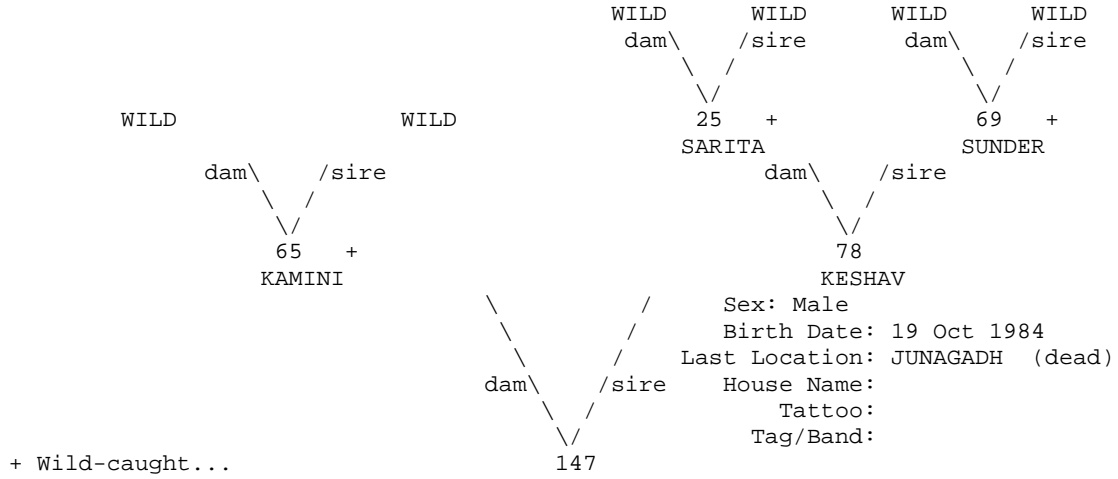 WILD WILD WILD WILD
dam\ /sire dam\ /sire
\ / \ /
\/ \/
WILD WILD 25 + 69 +
SARITA SUNDER
dam\ /sire dam\ /sire
\ / \ /
\/ \/
65 + 78
KAMINI KESHAV
\ / Sex: Male
\ / Birth Date: 19 Oct 1984
\ / Last Location: JUNAGADH (dead)
dam\ /sire House Name:
\ / Tattoo:
\/ Tag/Band:
+ Wild-caught... 147